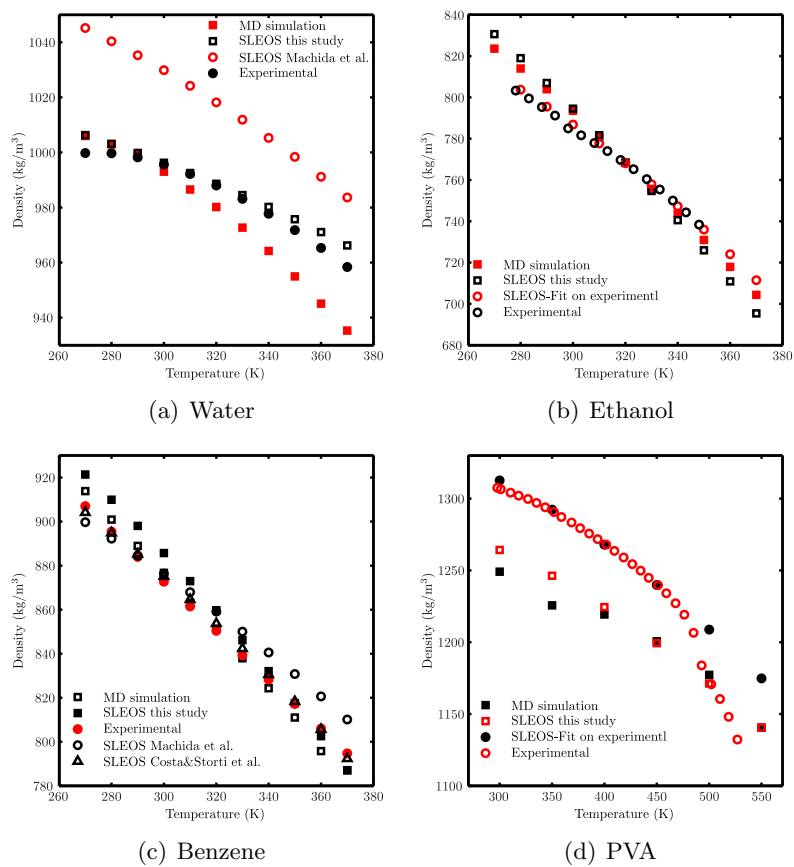 1040
1020
1000
980
960
940
Density (kg/m³)
MD simulation
SLEOS this study
SLEOS Machida et al.
Experimental
260 280 300 320 340 360 380
Temperature (K)
(a) Water
840
820
800
780
760
740
720
700
680
Density (kg/m³)
MD simulation
SLEOS this study
SLEOS-Fit on experimentl
Experimental
260 280 300 320 340 360 380
Temperature (K)
(b) Ethanol
920
900
880
860
840
820
800
780
Density (kg/m³)
MD simulation
SLEOS this study
Experimental
SLEOS Machida et al.
SLEOS Costa&Storti et al.
260 280 300 320 340 360 380
Temperature (K)
(c) Benzene
1300
1250
1200
1150
1100
Density (kg/m³)
MD simulation
SLEOS this study
SLEOS-Fit on experimentl
Experimental
300 350 400 450 500 550
Temperature (K)
(d) PVA